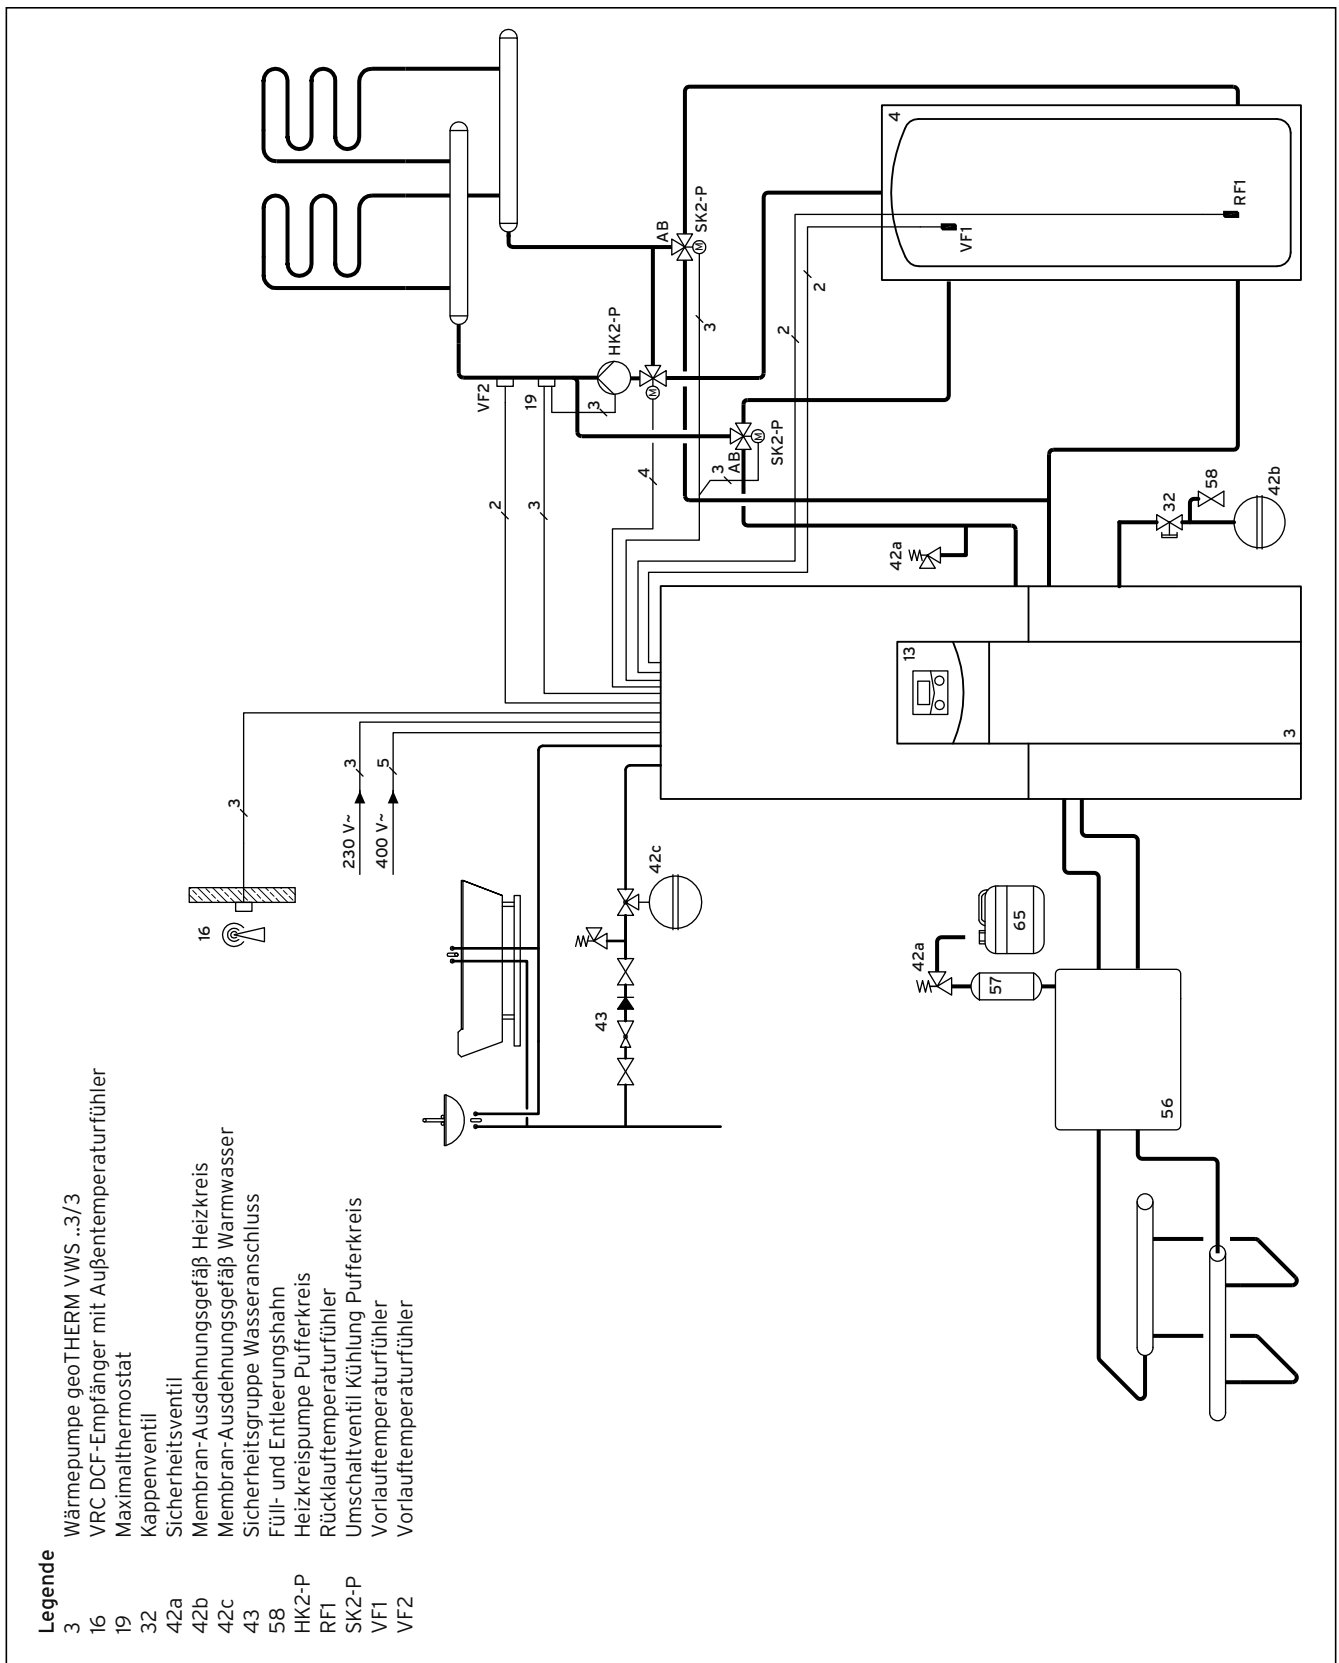 Legende
3 Wärmepumpe geoTHERM VWS ..3/3
16 VRC DCF-Empfänger mit Außentemperaturfühler
19 Maximalthermostat
32 Kappenventil
42a Sicherheitsventil
42b Membran-Ausdehnungsgefäß Heizkreis
42c Membran-Ausdehnungsgefäß Warmwasser
43 Sicherheitsgruppe Wasseranschluss
58 Füll- und Entleerungshahn
HK2-P Heizkreispumpe Pufferkreis
RF1 Rücklauftemperaturfühler
SK2-P Umschaltventil Kühlung Pufferkreis
VF1 Vorlauftemperaturfühler
VF2 Vorlauftemperaturfühler
16
3
230 V~
3
400 V~
5
43
42c
VF2
19
3
HK2-P
M
2
3
4
AB
SK2-P
M
3
AB
SK2-P
M
3
2
2
4
VF1
RF1
42a
32
58
42b
13
3
42a
57
65
56